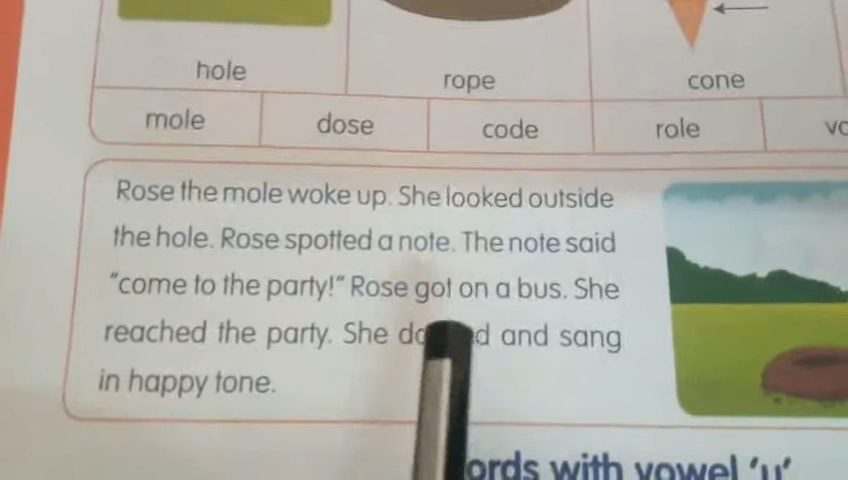 hole rope cone
mole dose code role
Rose the mole woke up. She looked outside
the hole. Rose spotted a note. The note said
"come to the party!" Rose got on a bus. She
reached the party. She and sang
in happy tone.
with vowel 'u'